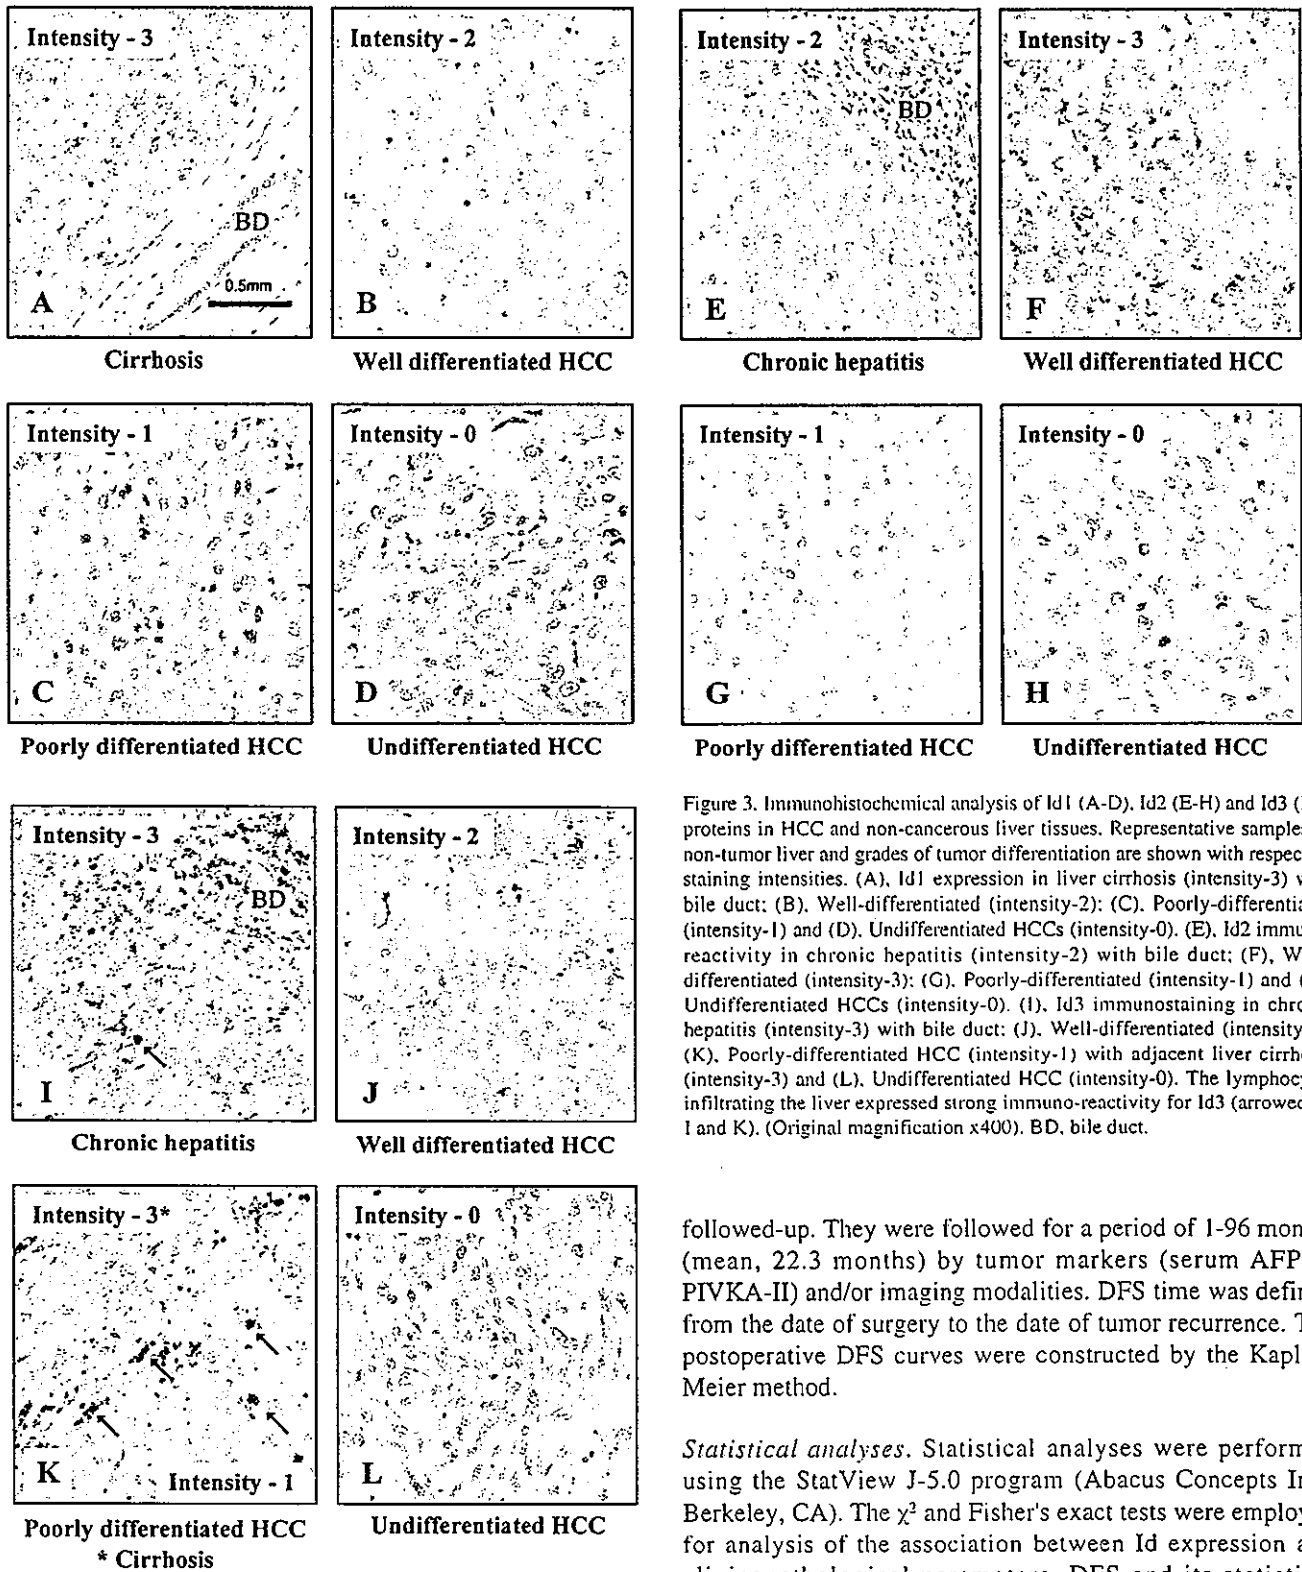 Intensity - 3
BD
0.5mm
A
Cirrhosis
Intensity - 2
B
Well differentiated HCC
Intensity - 2
BD
E
Chronic hepatitis
Intensity - 3
F
Well differentiated HCC
Intensity - 1
C
Poorly differentiated HCC
Intensity - 0
D
Undifferentiated HCC
Intensity - 1
G
Poorly differentiated HCC
Intensity - 0
H
Undifferentiated HCC
Intensity - 3
BD
I
Chronic hepatitis
Intensity - 2
J
Well differentiated HCC
Intensity - 3*
K
Intensity - 1
Poorly differentiated HCC
* Cirrhosis
Intensity - 0
L
Undifferentiated HCC
Figure 3. Immunohistochemical analysis of Id1 (A-D), Id2 (E-H) and Id3 (
proteins in HCC and non-cancerous liver tissues. Representative sample
non-tumor liver and grades of tumor differentiation are shown with respec
staining intensities. (A), Id1 expression in liver cirrhosis (intensity-3) w
bile duct; (B), Well-differentiated (intensity-2); (C), Poorly-differentia
(intensity-1) and (D), Undifferentiated HCCs (intensity-0). (E), Id2 immu
reactivity in chronic hepatitis (intensity-2) with bile duct; (F), W
differentiated (intensity-3); (G), Poorly-differentiated (intensity-1) and (
Undifferentiated HCCs (intensity-0). (I), Id3 immunostaining in chro
hepatitis (intensity-3) with bile duct; (J), Well-differentiated (intensity
(K), Poorly-differentiated HCC (intensity-1) with adjacent liver cirrh
(intensity-3) and (L), Undifferentiated HCC (intensity-0). The lymphocy
infiltrating the liver expressed strong immuno-reactivity for Id3 (arrowed
I and K). (Original magnification x400). BD, bile duct.
followed-up. They were followed for a period of 1-96 mon
(mean, 22.3 months) by tumor markers (serum AFP
PIVKA-II) and/or imaging modalities. DFS time was defin
from the date of surgery to the date of tumor recurrence. T
postoperative DFS curves were constructed by the Kapl
Meier method.
Statistical analyses. Statistical analyses were perform
using the StatView J-5.0 program (Abacus Concepts In
Berkeley, CA). The χ² and Fisher's exact tests were employ
for analysis of the association between Id expression a